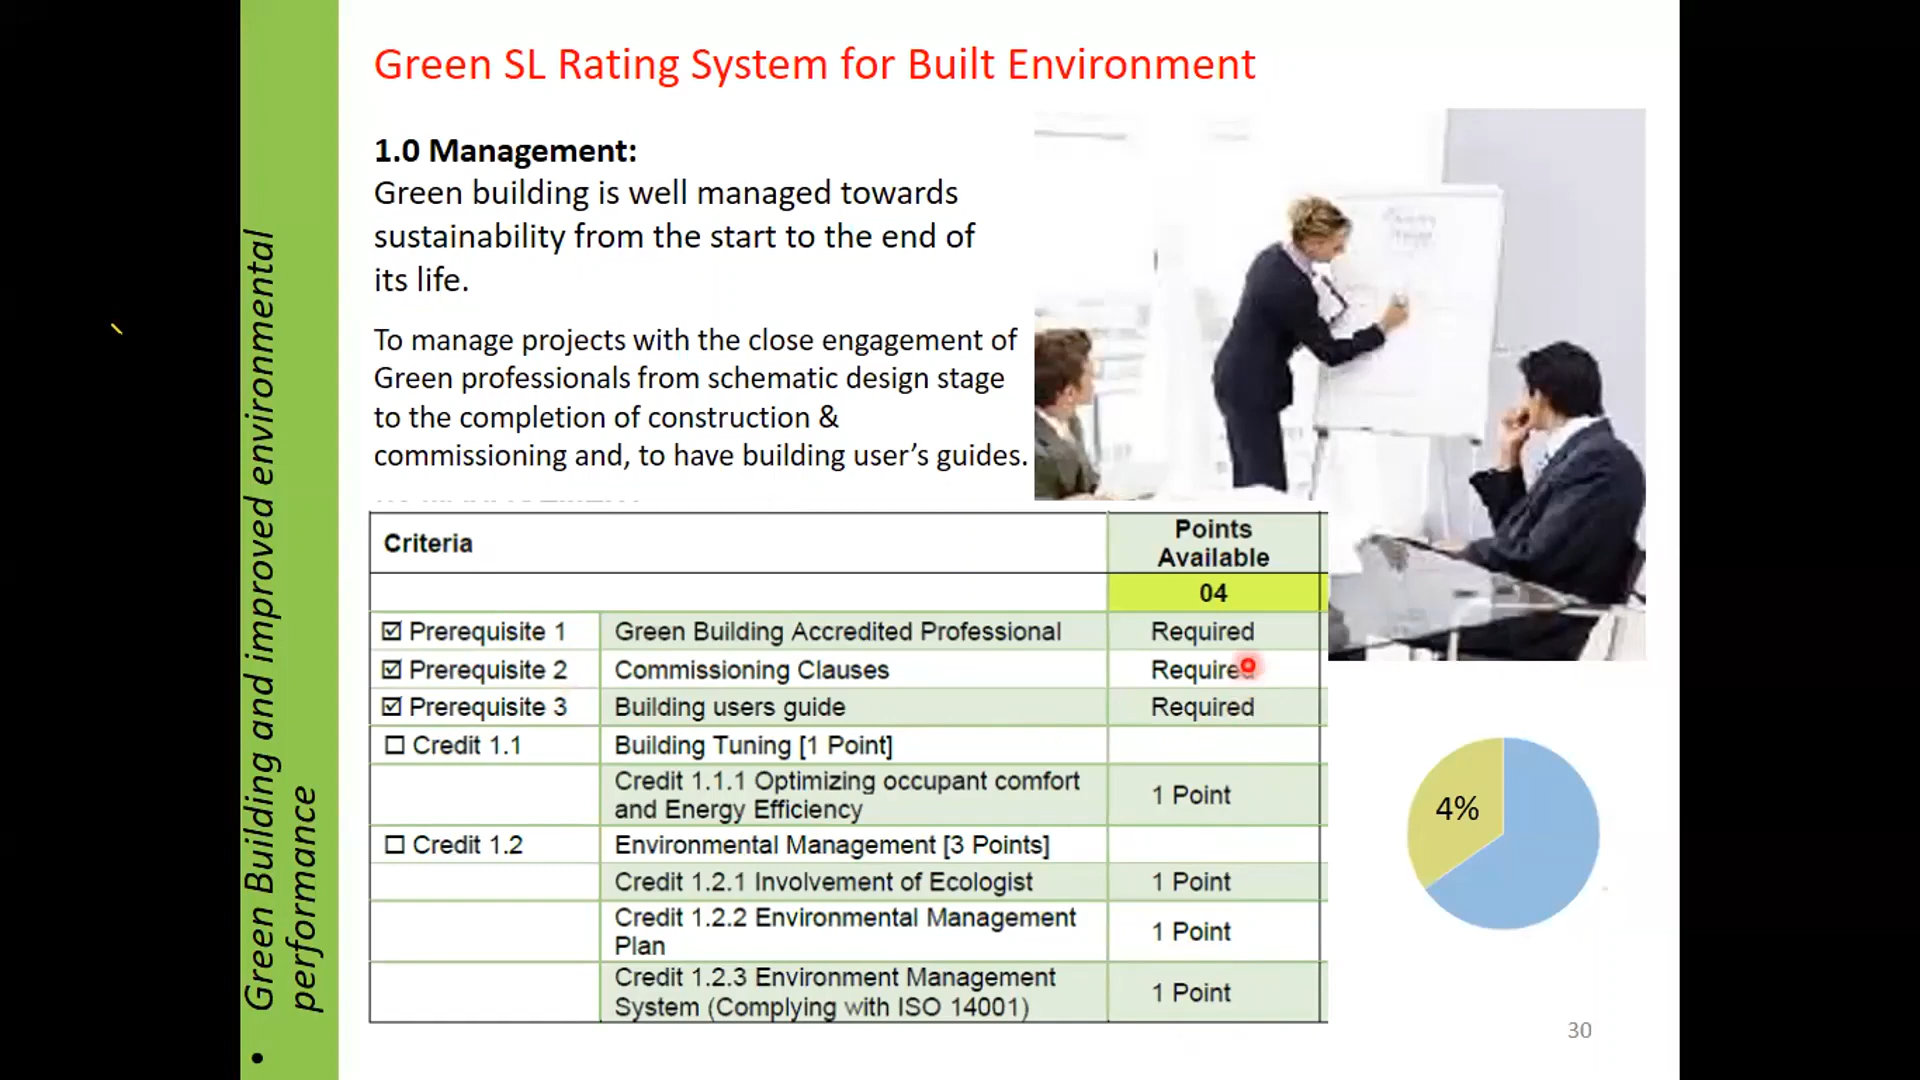 Green SL Rating System for Built Environment
1.0 Management:
Green building is well managed towards
sustainability from the start to the end of
its life.
To manage projects with the close engagement of
Green professionals from schematic design stage
to the completion of construction &
commissioning and, to have building user’s guides.
Criteria
Points
Available
04
☑ Prerequisite 1 Green Building Accredited Professional Required
☑ Prerequisite 2 Commissioning Clauses Required
☑ Prerequisite 3 Building users guide Required
☐ Credit 1.1 Building Tuning [1 Point]
Credit 1.1.1 Optimizing occupant comfort
and Energy Efficiency
1 Point
☐ Credit 1.2 Environmental Management [3 Points]
Credit 1.2.1 Involvement of Ecologist 1 Point
Credit 1.2.2 Environmental Management
Plan
1 Point
Credit 1.2.3 Environment Management
System (Complying with ISO 14001)
1 Point
4%
30
• Green Building and improved environmental
performance